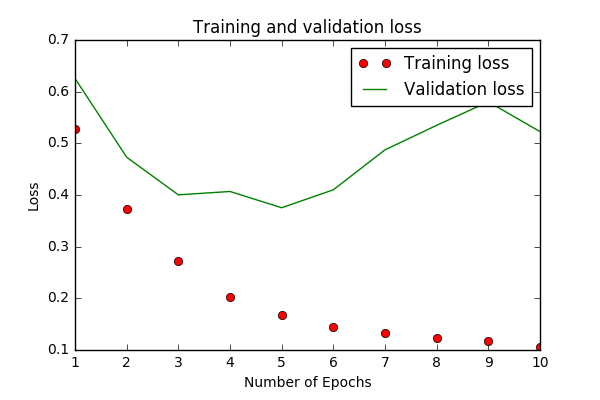 Training and validation loss
0.7
0.6
0.5
0.4
0.3
0.2
0.1
Loss
Training loss
Validation loss
1 2 3 4 5 6 7 8 9 10
Number of Epochs